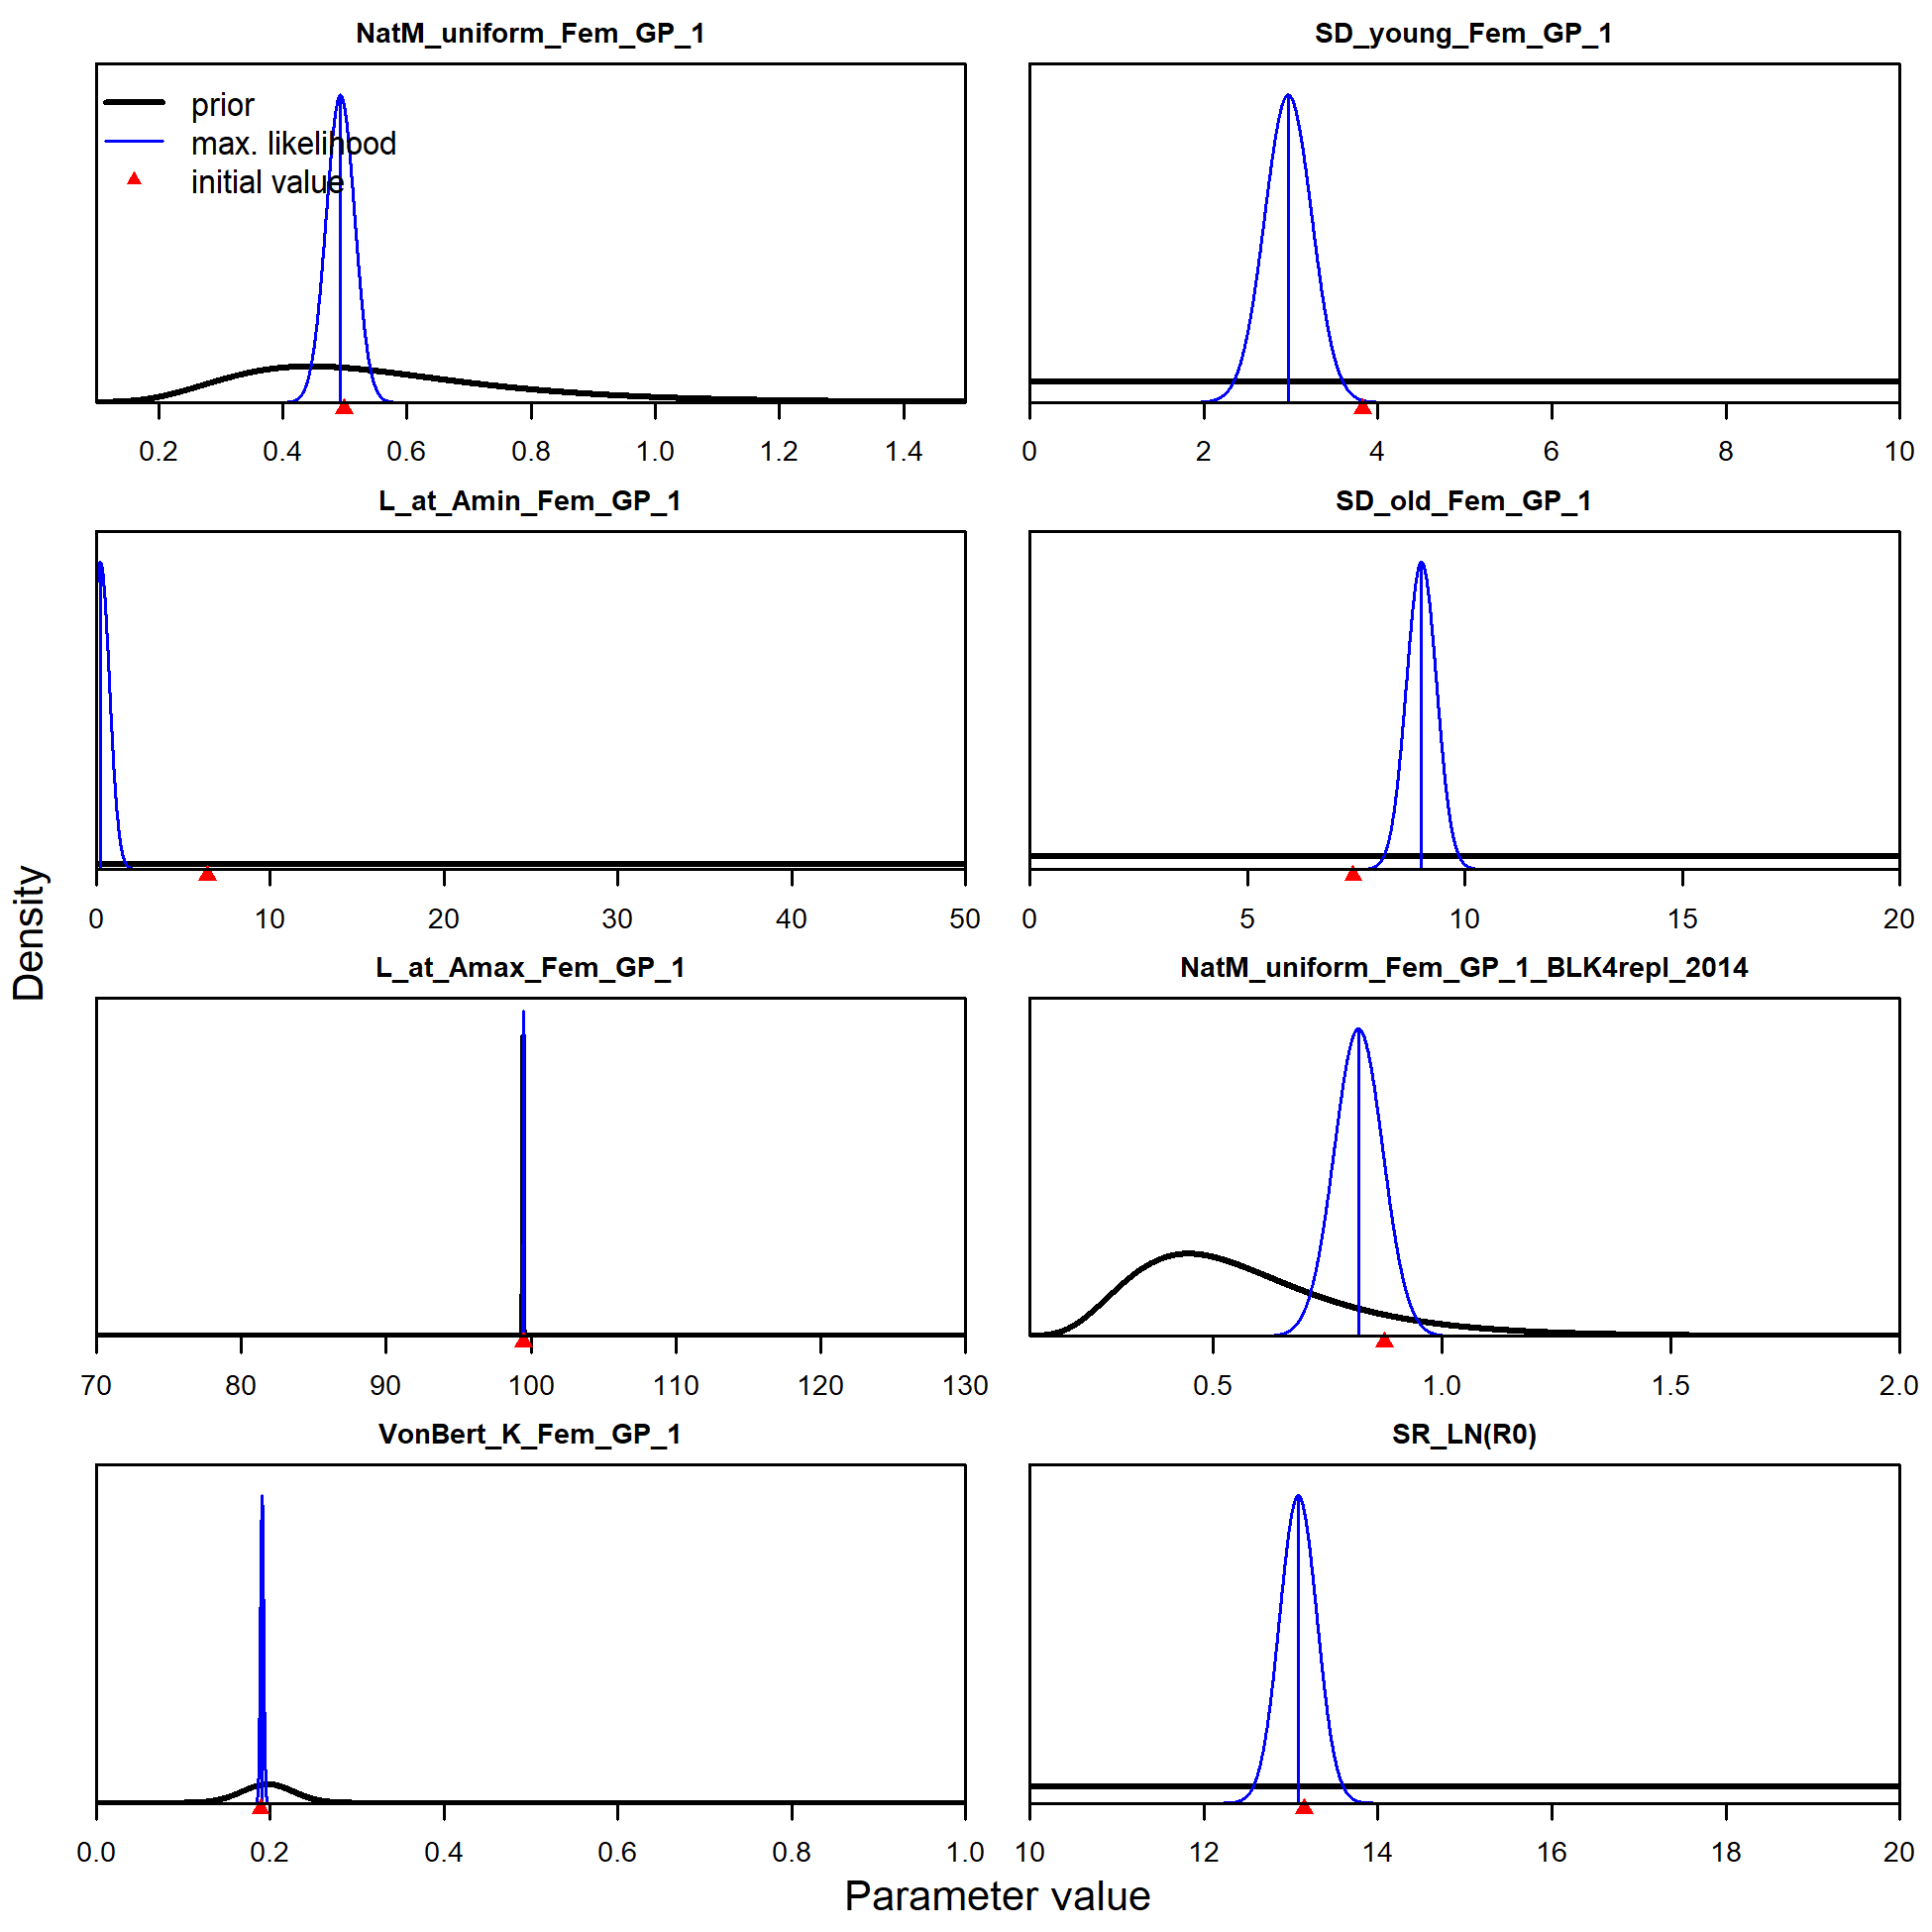 NatM_uniform_Fem_GP_1
prior
max. likelihood
initial value
0.2 0.4 0.6 0.8 1.0 1.2 1.4
SD_young_Fem_GP_1
0 2 4 6 8 10
L_at_Amin_Fem_GP_1
0 10 20 30 40 50
SD_old_Fem_GP_1
0 5 10 15 20
L_at_Amax_Fem_GP_1
70 80 90 100 110 120 130
NatM_uniform_Fem_GP_1_BLK4repl_2014
0.5 1.0 1.5 2.0
VonBert_K_Fem_GP_1
0.0 0.2 0.4 0.6 0.8 1.0
SR_LN(R0)
10 12 14 16 18 20
Density
Parameter value